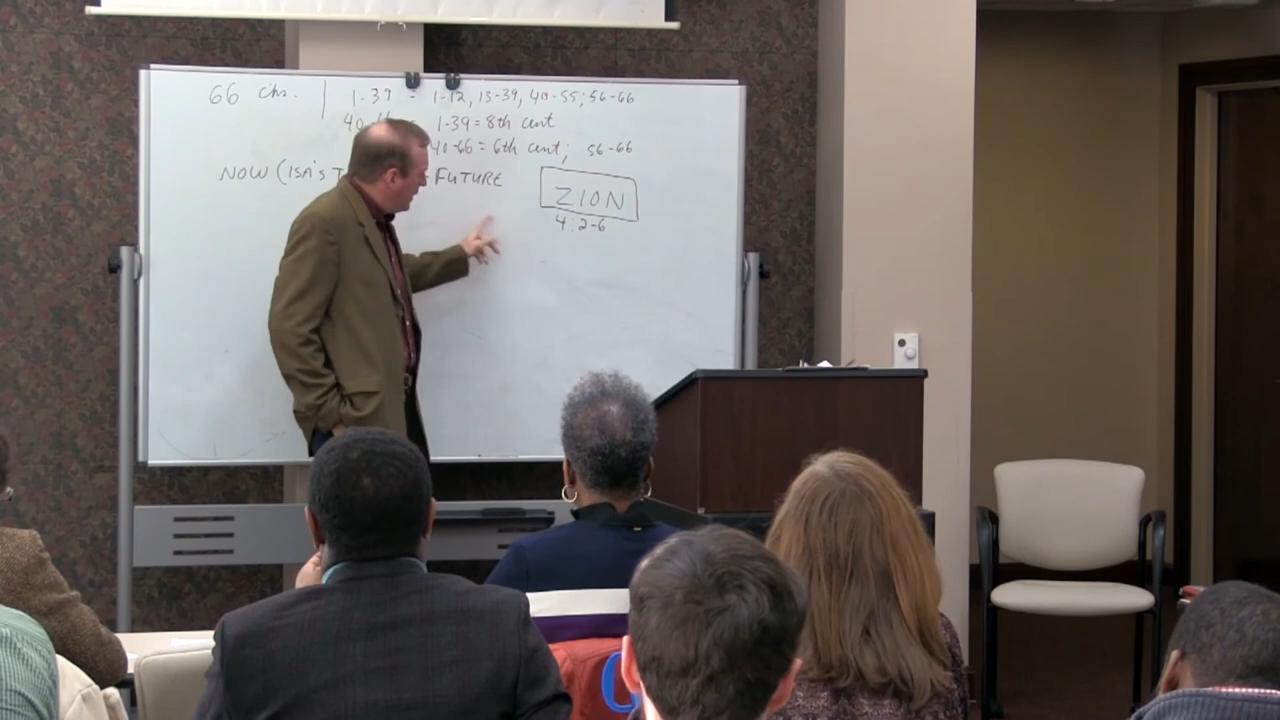 66 chs. | 1-39 - 1-12, 13-39, 40-55; 56-66
40 1-39 = 8th cent
40-66 = 6th cent; 56-66
NOW (ISA'S FUTURE
ZION
4:2-6